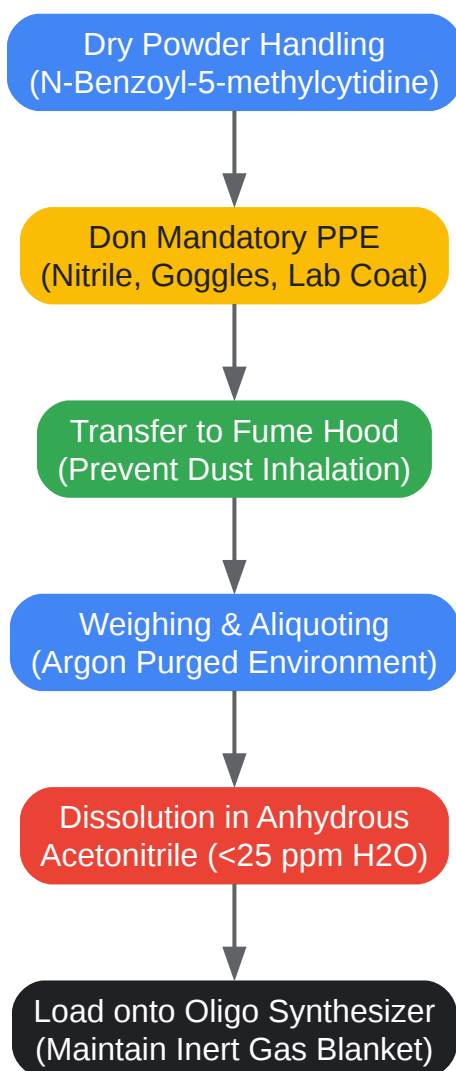 Dry Powder Handling
(N-Benzoyl-5-methylcytidine)
Don Mandatory PPE
(Nitrile, Goggles, Lab Coat)
Transfer to Fume Hood
(Prevent Dust Inhalation)
Weighing & Aliquoting
(Argon Purged Environment)
Dissolution in Anhydrous
Acetonitrile (<25 ppm H2O)
Load onto Oligo Synthesizer
(Maintain Inert Gas Blanket)